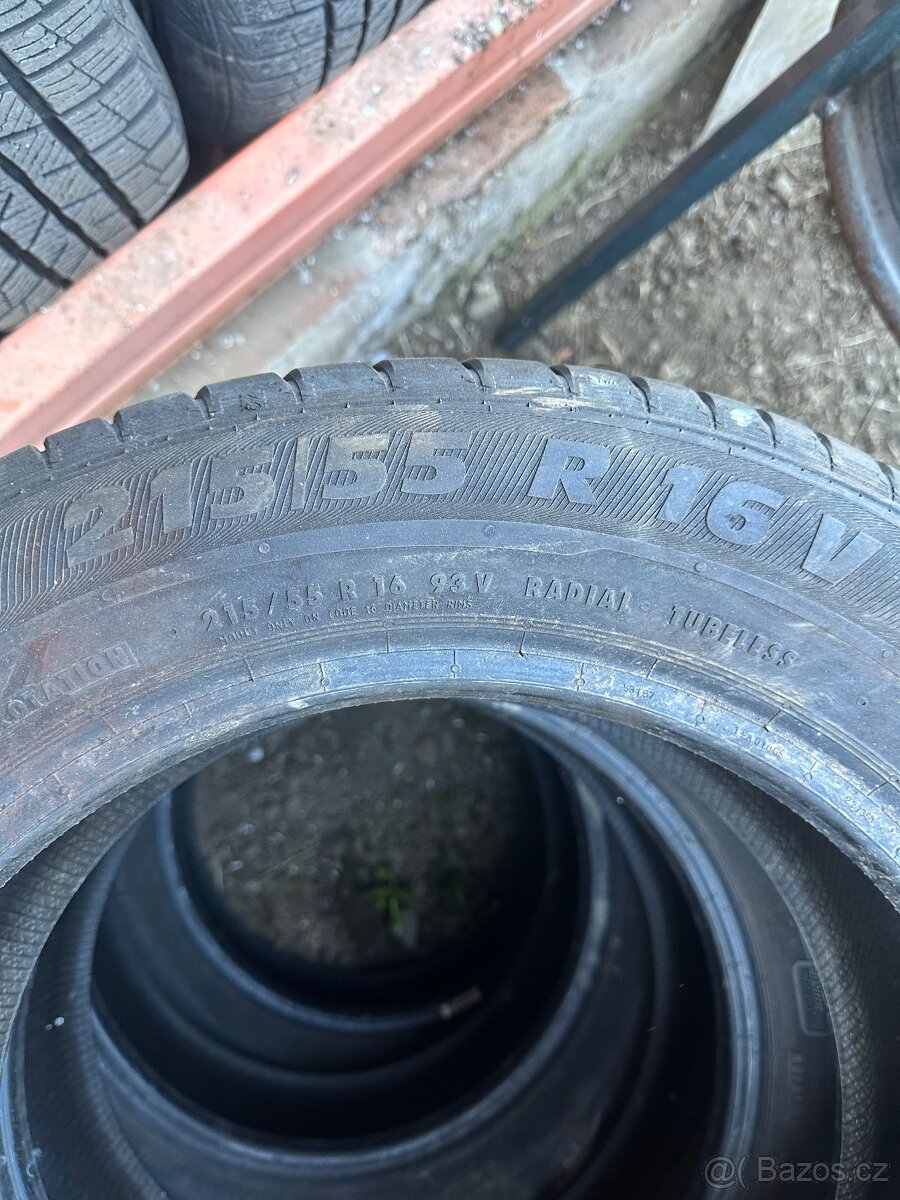 215/55 R 16 V
215/55 R 16 93V RADIAL TUBELESS
MOUNT ONLY ON CODE 16 DIAMETER RIMS
ROTATION
53187
@( Bazos.cz